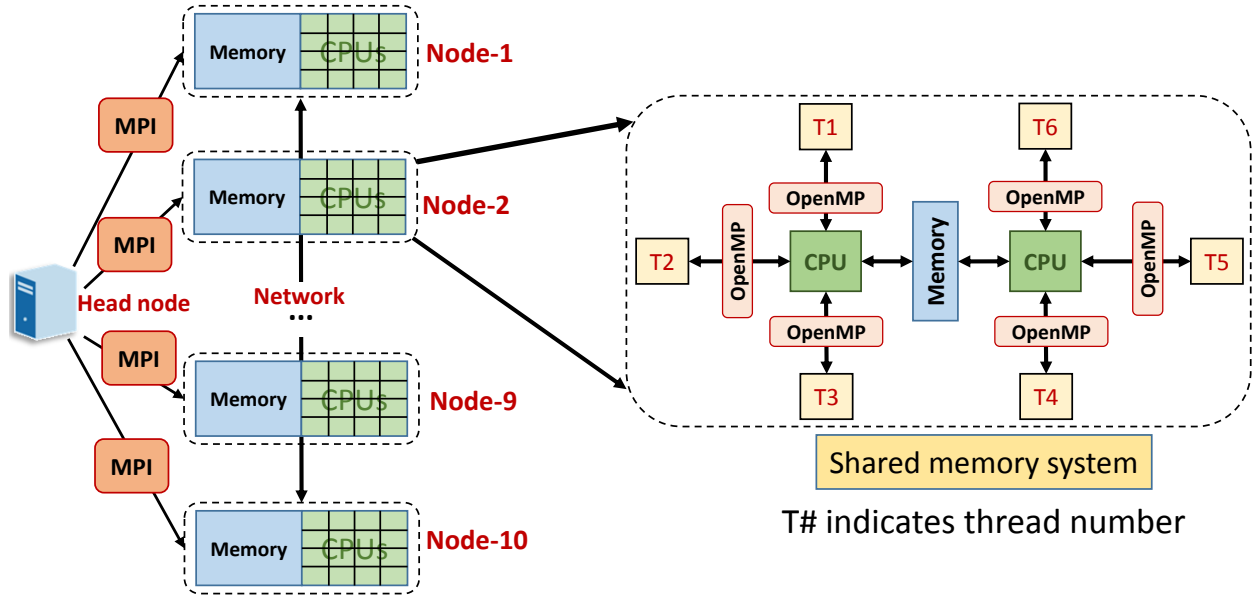 Memory
CPUs
Node-1
MPI
Memory
CPUs
Node-2
MPI
Head node
Network
...
MPI
Memory
CPUs
Node-9
MPI
Memory
CPUs
Node-10
T1
T6
OpenMP
OpenMP
T2
OpenMP
CPU
Memory
CPU
OpenMP
T5
OpenMP
OpenMP
T3
T4
Shared memory system
T# indicates thread number